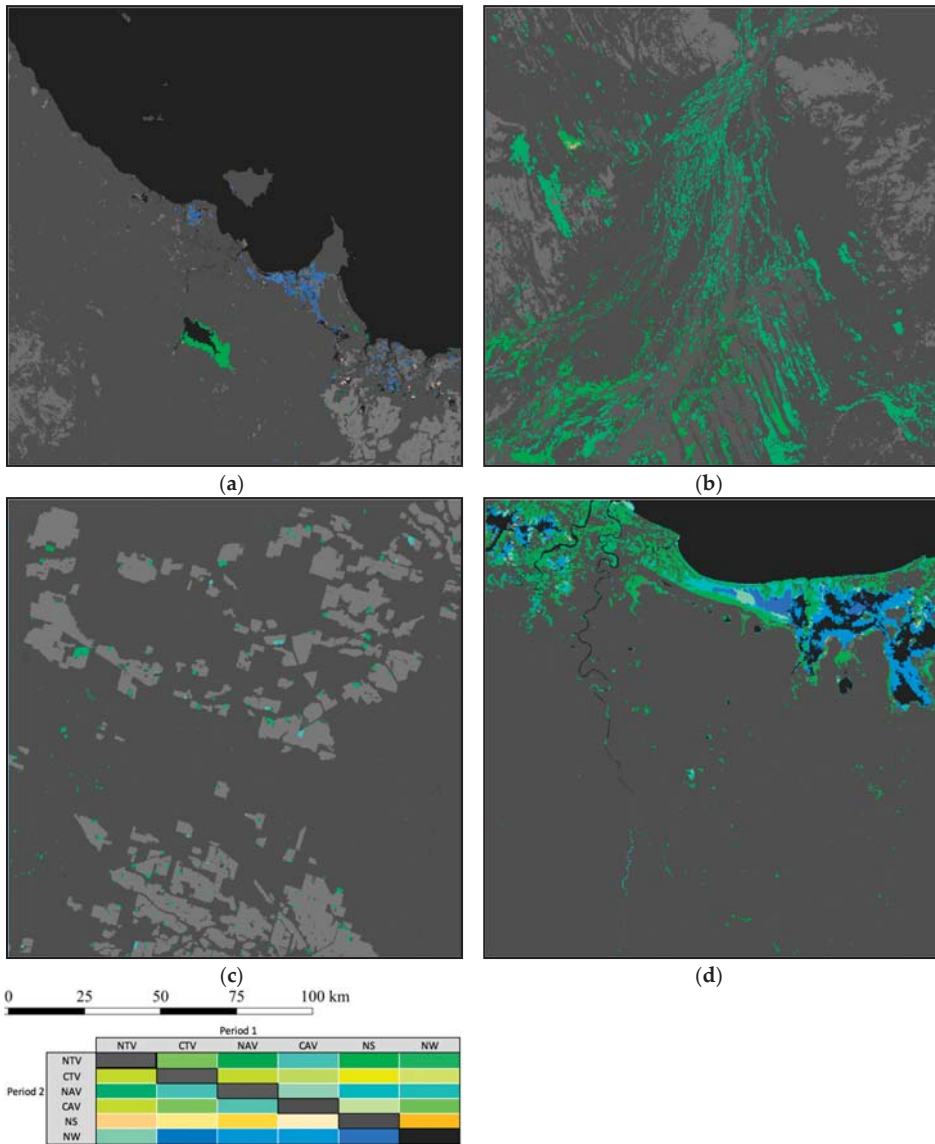 (a)
(b)
(c)
(d)
0 25 50 75 100 km
Period 1
NTV CTV NAV CAV NS NW
NTV
CTV
Period 2 NAV
CAV
NS
NW